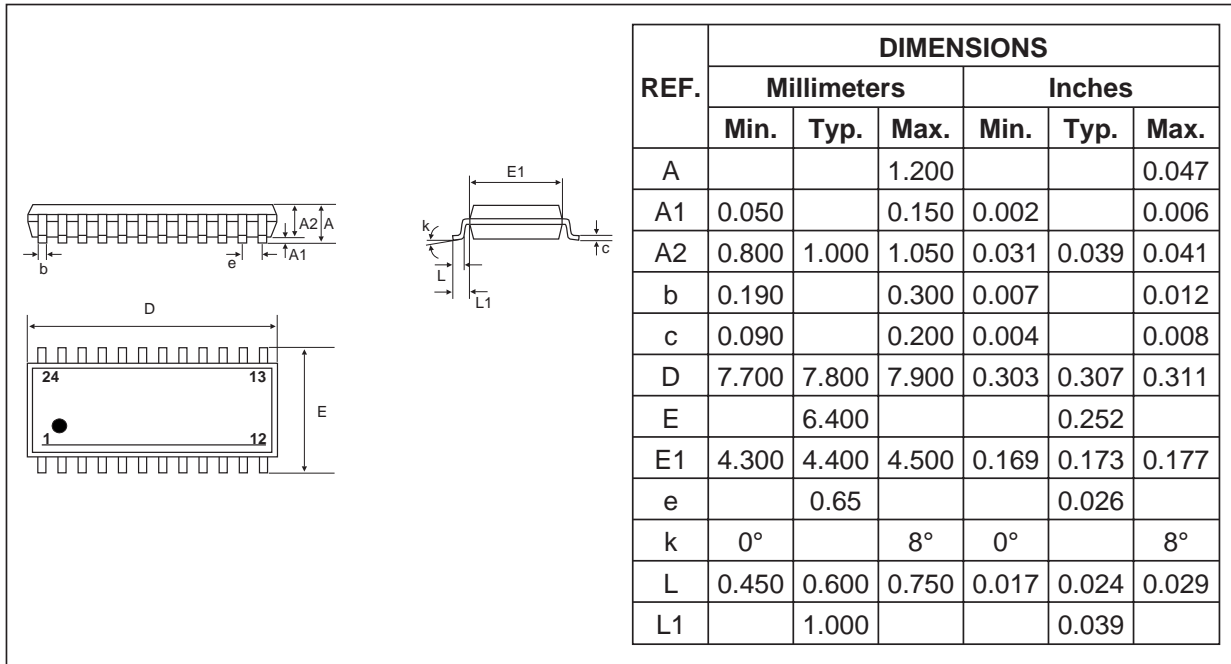 E1
k
A2 A
A1
b
e
c
L
L1
D
24 13
E
1 12
REF. DIMENSIONS
Millimeters Inches
Min. Typ. Max. Min. Typ. Max.
A 1.200 0.047
A1 0.050 0.150 0.002 0.006
A2 0.800 1.000 1.050 0.031 0.039 0.041
b 0.190 0.300 0.007 0.012
c 0.090 0.200 0.004 0.008
D 7.700 7.800 7.900 0.303 0.307 0.311
E 6.400 0.252
E1 4.300 4.400 4.500 0.169 0.173 0.177
e 0.65 0.026
k 0° 8° 0° 8°
L 0.450 0.600 0.750 0.017 0.024 0.029
L1 1.000 0.039